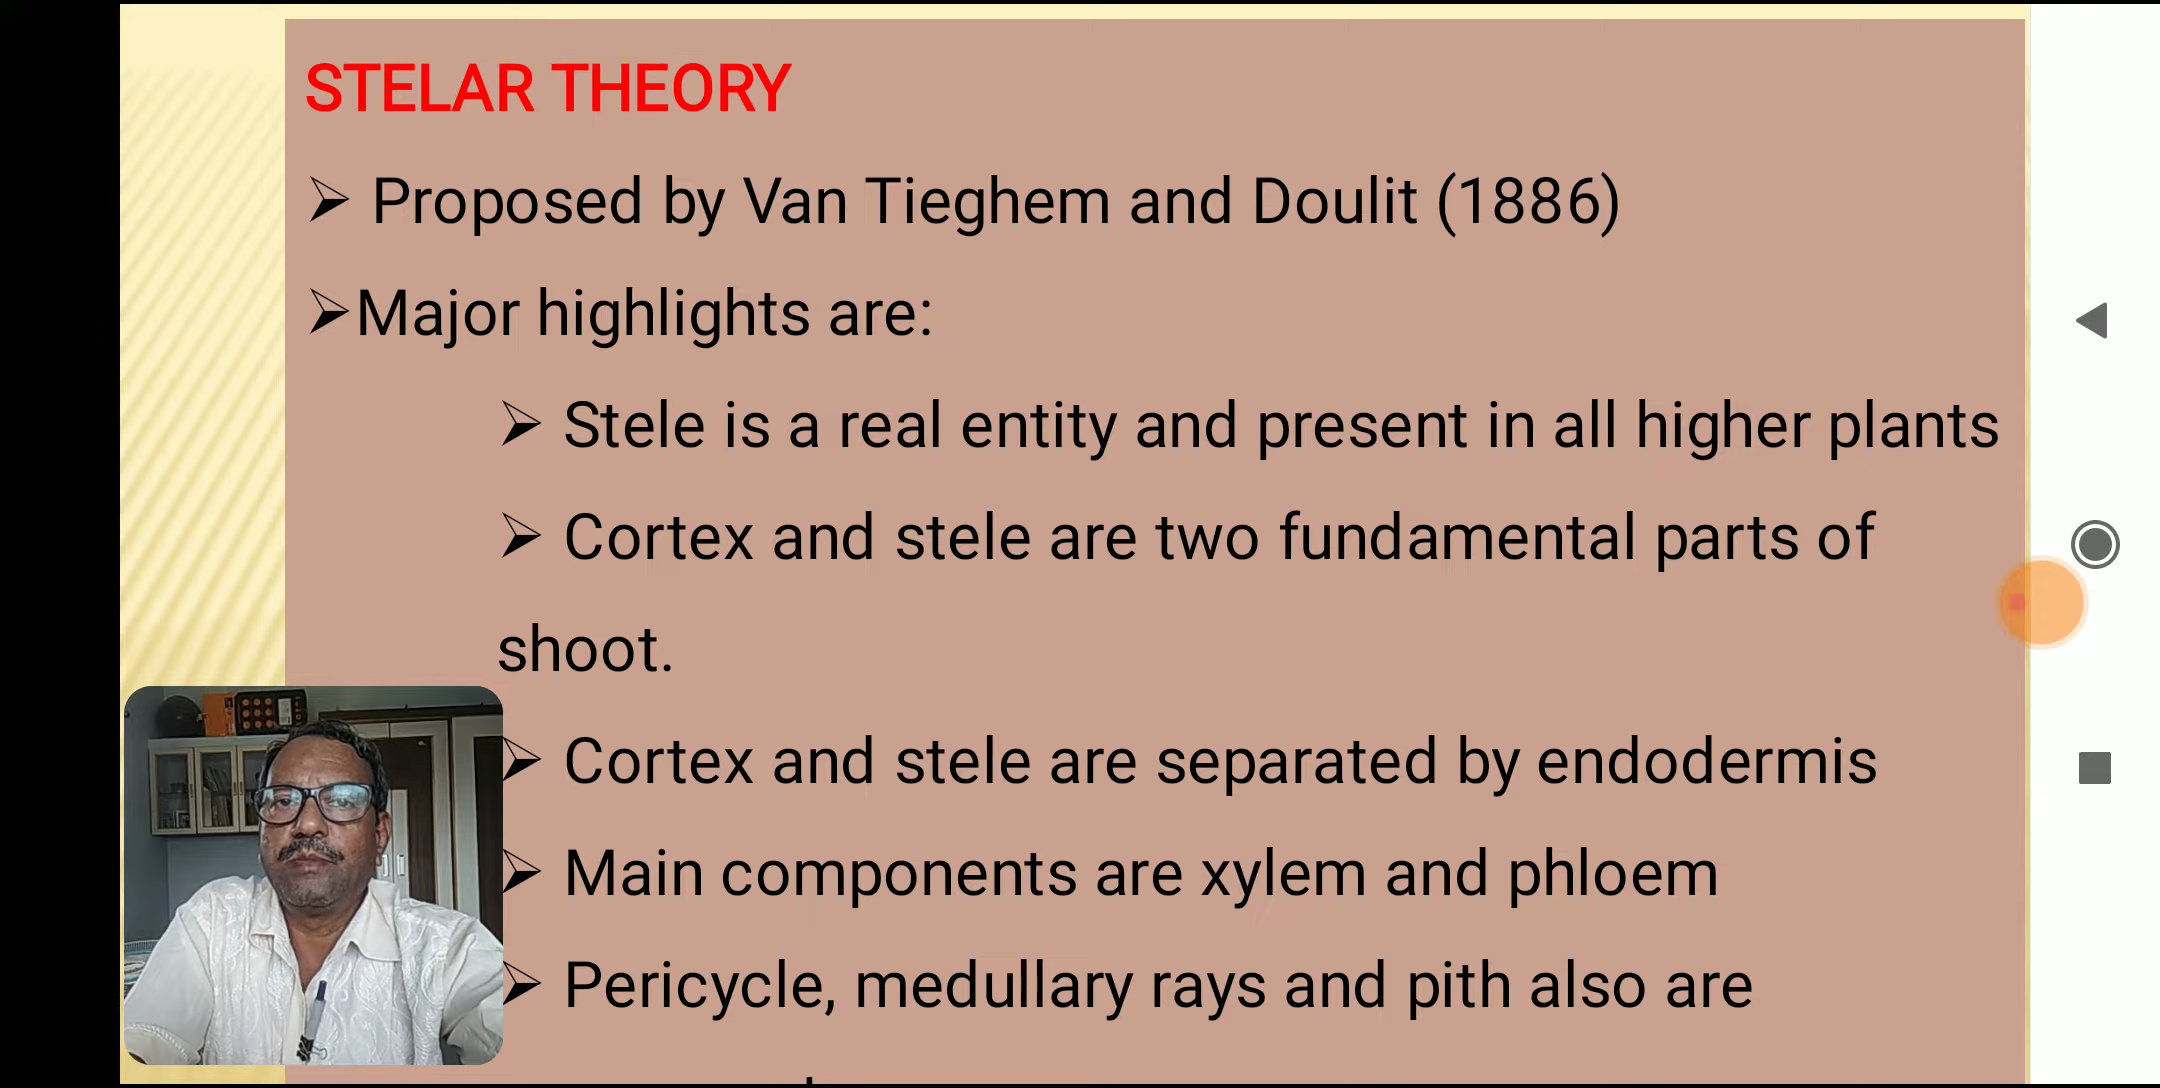 STELAR THEORY
➢ Proposed by Van Tieghem and Doulit (1886)
➢Major highlights are:
➢ Stele is a real entity and present in all higher plants
➢ Cortex and stele are two fundamental parts of
shoot.
➢ Cortex and stele are separated by endodermis
➢ Main components are xylem and phloem
➢ Pericycle, medullary rays and pith also are